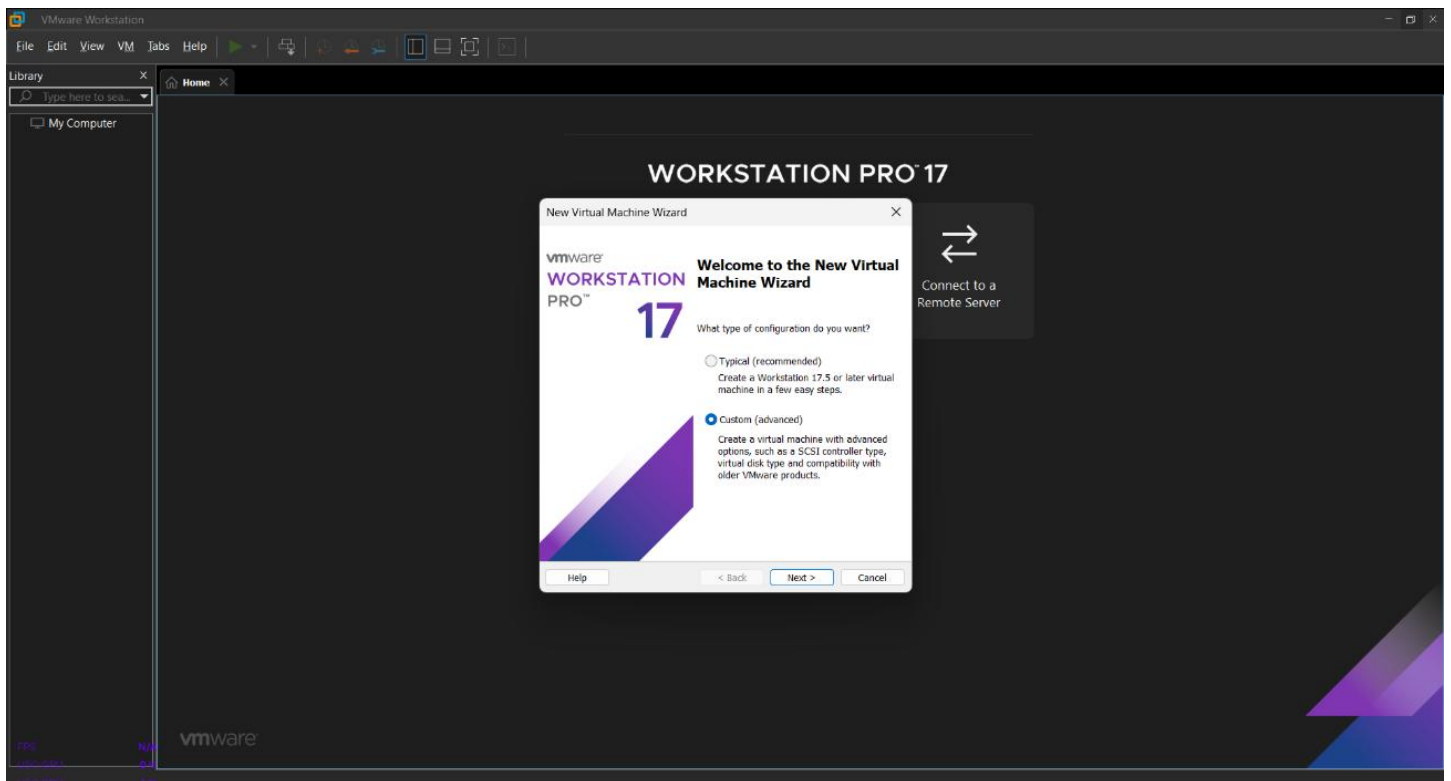 VMware Workstation
File Edit View VM Tabs Help
Library X
Type here to sea...
My Computer
Home
WORKSTATION PRO™ 17
New Virtual Machine Wizard
vmware
WORKSTATION
PRO™
17
Welcome to the New Virtual
Machine Wizard
What type of configuration do you want?
Typical (recommended)
Create a Workstation 17.5 or later virtual
machine in a few easy steps.
Custom (advanced)
Create a virtual machine with advanced
options, such as a SCSI controller type,
virtual disk type and compatibility with
older VMware products.
Help
< Back Next > Cancel
Connect to a
Remote Server
FPS
vmware